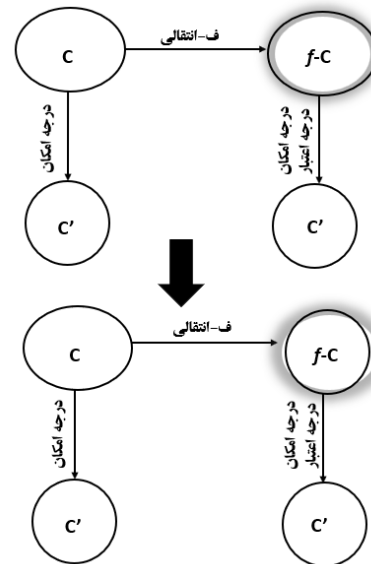 ف-انتقالی
C
f-C
درجه امکان
درجه امکان
درجه اعتبار
C’
C’
ف-انتقالی
C
f-C
درجه امکان
درجه امکان
درجه اعتبار
C’
C’